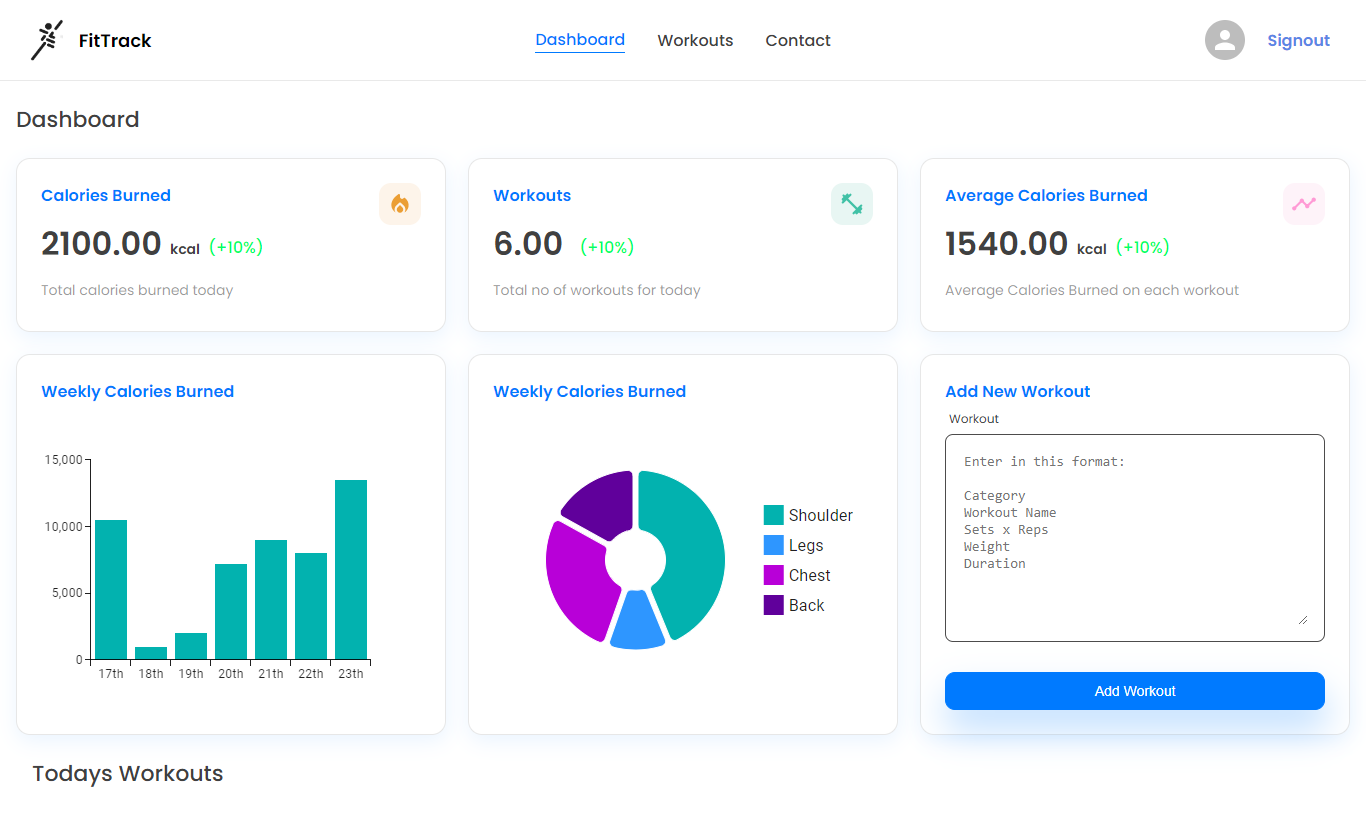 FitTrack
Dashboard
Workouts
Contact
Signout
Dashboard
Calories Burned
2100.00 kcal (+10%)
Total calories burned today
Workouts
6.00 (+10%)
Total no of workouts for today
Average Calories Burned
1540.00 kcal (+10%)
Average Calories Burned on each workout
Weekly Calories Burned
15,000
10,000
5,000
0
17th 18th 19th 20th 21th 22th 23th
Weekly Calories Burned
Shoulder
Legs
Chest
Back
Add New Workout
Workout
Enter in this format:
Category
Workout Name
Sets x Reps
Weight
Duration
Add Workout
Todays Workouts